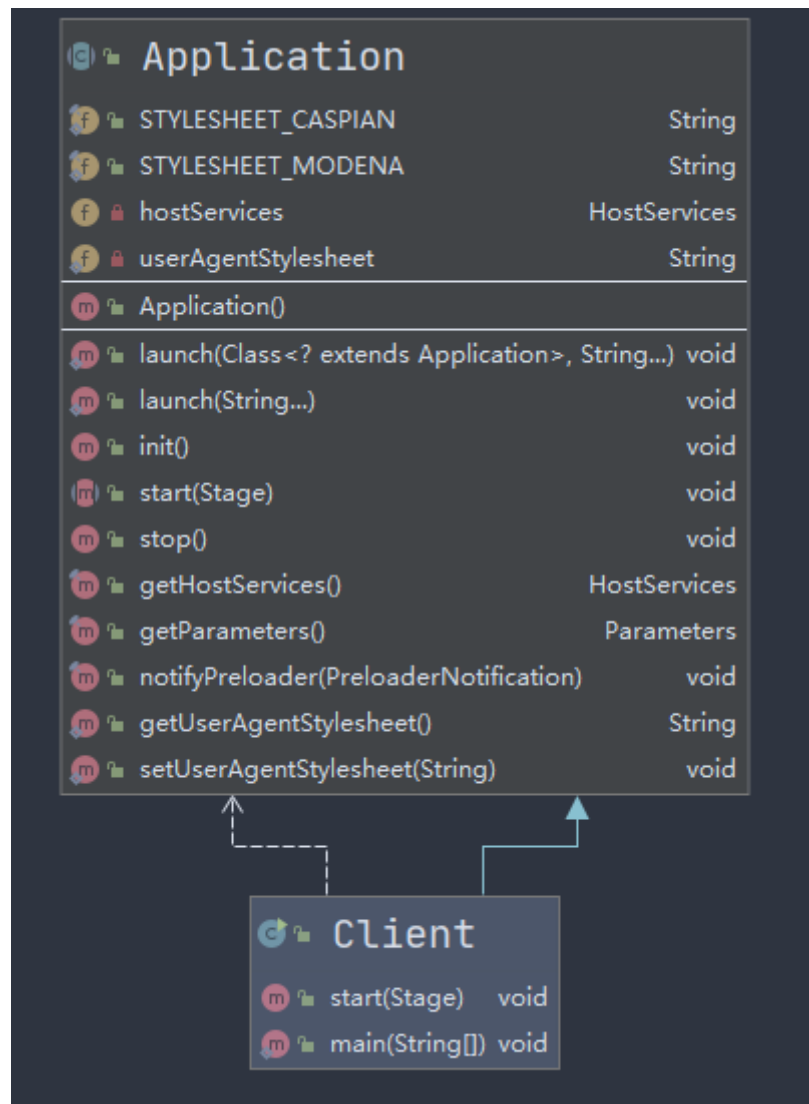 Application
STYLESHEET_CASPIAN String
STYLESHEET_MODENA String
hostServices HostServices
userAgentStylesheet String
Application()
launch(Class<? extends Application>, String...) void
launch(String...) void
init() void
start(Stage) void
stop() void
getHostServices() HostServices
getParameters() Parameters
notifyPreloader(PreloaderNotification) void
getUserAgentStylesheet() String
setUserAgentStylesheet(String) void
Client
start(Stage) void
main(String[]) void